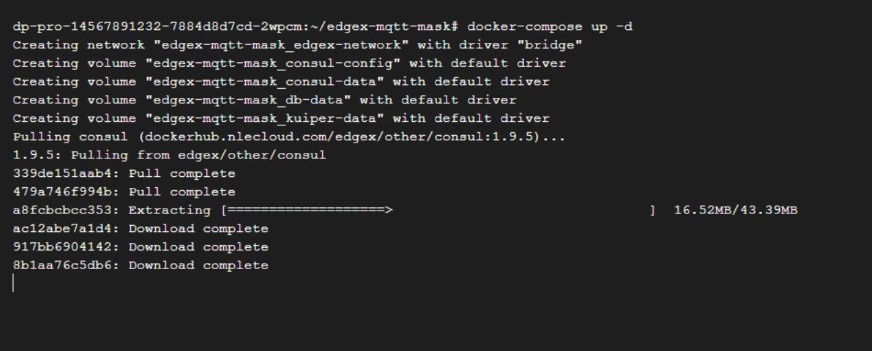 dp-pro-14567891232-7884d8d7cd-2wpcm:~/edgex-mqtt-mask# docker-compose up -d
Creating network "edgex-mqtt-mask_edgex-network" with driver "bridge"
Creating volume "edgex-mqtt-mask_consul-config" with default driver
Creating volume "edgex-mqtt-mask_consul-data" with default driver
Creating volume "edgex-mqtt-mask_db-data" with default driver
Creating volume "edgex-mqtt-mask_kuiper-data" with default driver
Pulling consul (dockerhub.nlecloud.com/edgex/other/consul:1.9.5)...
1.9.5: Pulling from edgex/other/consul
339de151aab4: Pull complete
479a746f994b: Pull complete
a8fcbcbcc353: Extracting [===================>                               ]  16.52MB/43.39MB
ac12abe7a1d4: Download complete
917bb6904142: Download complete
8b1aa76c5db6: Download complete